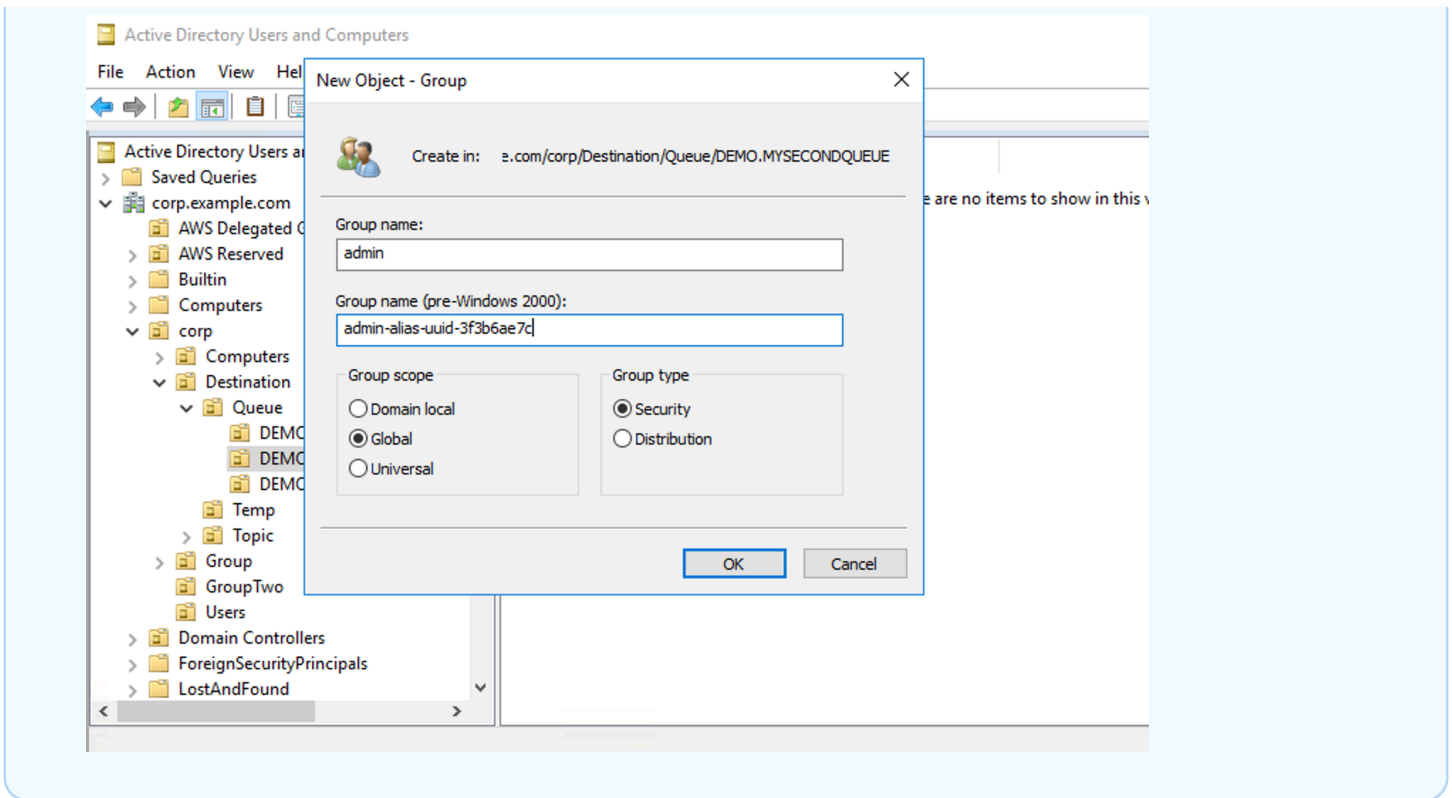 Active Directory Users and Computers
File Action View Hel
New Object - Group
Create in: e.com/corp/Destination/Queue/DEMO.MYSECONDQUEUE
Group name:
admin
Group name (pre-Windows 2000):
admin-alias-uuid-3f3b6ae7c
Group scope
Domain local
Global
Universal
Group type
Security
Distribution
OK
Cancel
Active Directory Users a
Saved Queries
corp.example.com
AWS Delegated G
AWS Reserved
Builtin
Computers
corp
Computers
Destination
Queue
DEMO
DEMO
DEMO
Temp
Topic
Group
GroupTwo
Users
Domain Controllers
ForeignSecurityPrincipals
LostAndFound
e are no items to show in this v